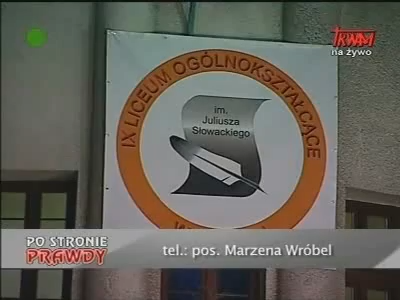 TRWAM
na żywo
IX LICEUM OGÓLNOKSZTAŁCĄCE
im.
Juliusza
Słowackiego
PO STRONIE
PRAWDY
tel.: pos. Marzena Wróbel